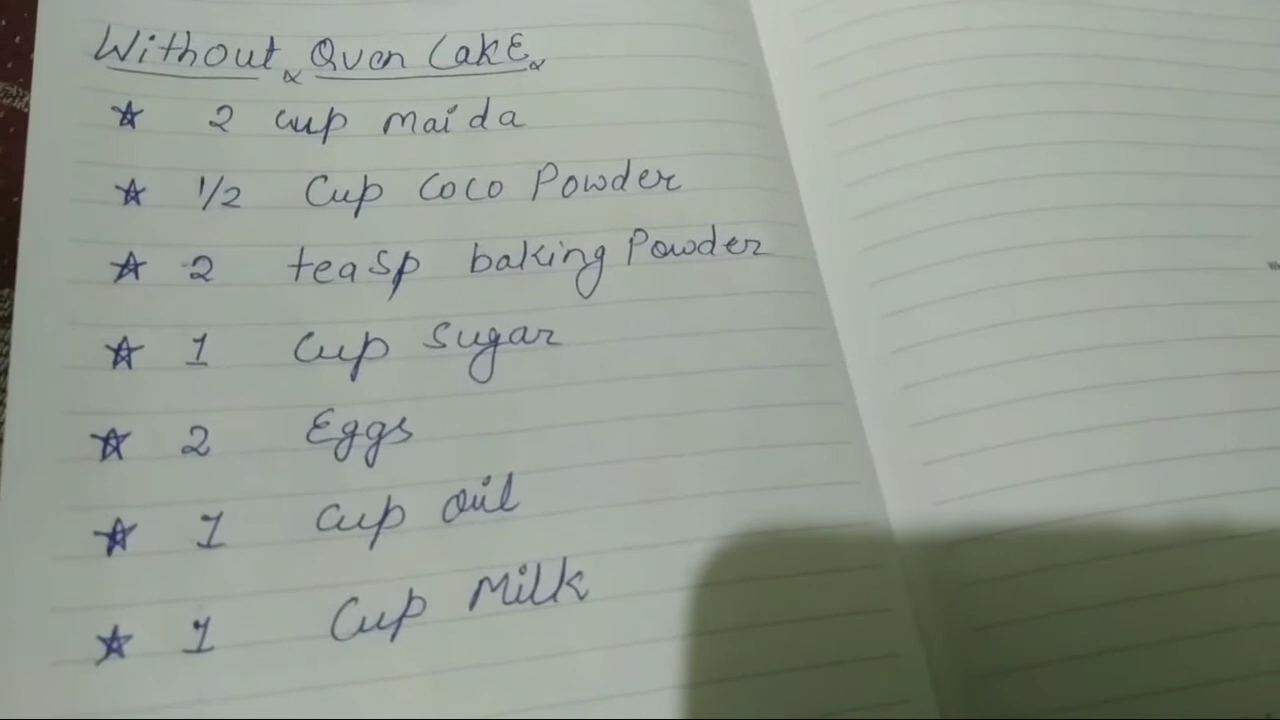 Without Oven Cake
☆ 2 cup maida
☆ 1/2 Cup coco Powder
☆ 2 teasp baking Powder
☆ 1 Cup sugar
☆ 2 Eggs
☆ 1 cup oil
☆ 1 Cup Milk